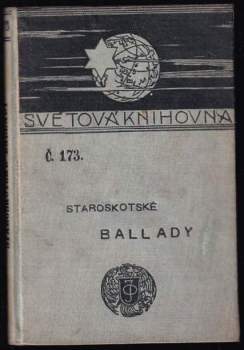 SVĚTOVÁ KNIHOVNA
Č. 173.
STAROSKOTSKÉ
BALLADY